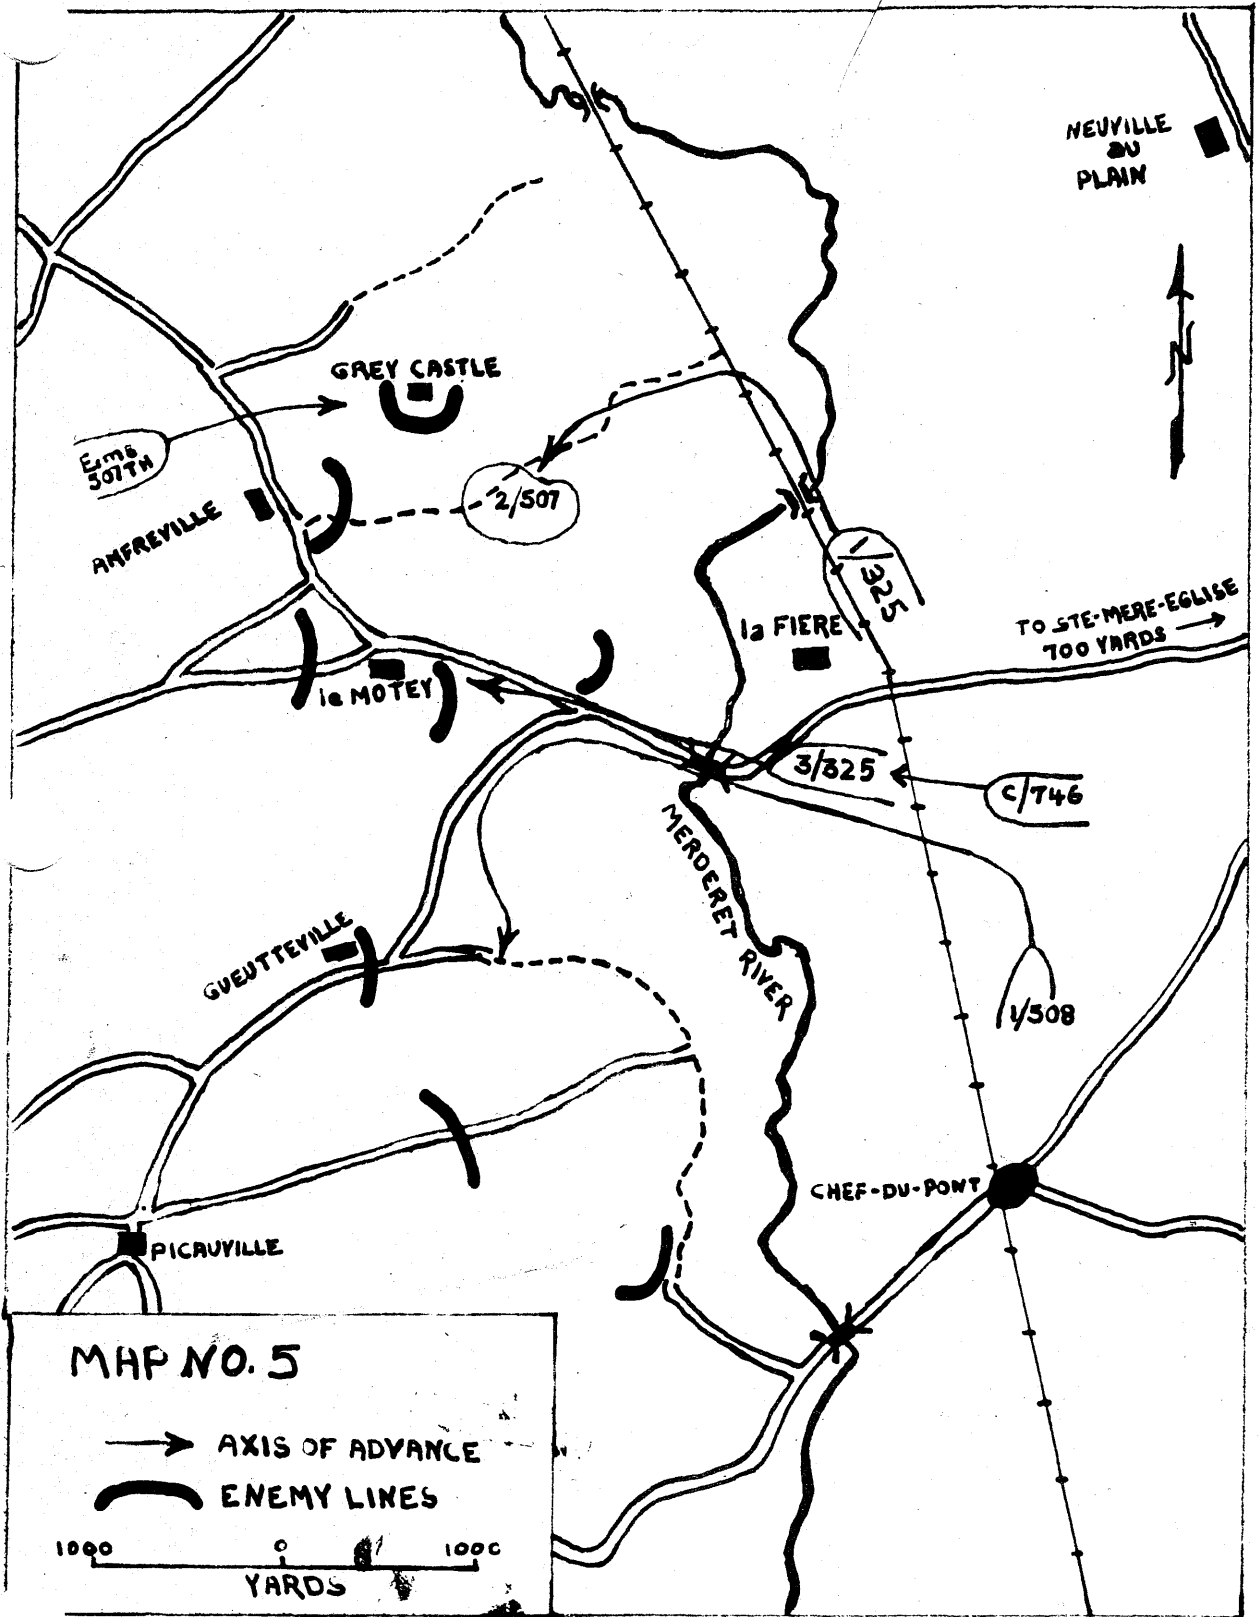 NEUVILLE
AU
PLAIN
N
GREY CASTLE
507TH
2/507
AMFREVILLE
1/325
la FIERE
TO STE-MERE-EGLISE
700 YARDS
le MOTEY
3/325
C/746
MERDERET RIVER
GUEUTTEVILLE
1/508
CHEF-DU-PONT
PICAUVILLE
MAP NO. 5
AXIS OF ADVANCE
ENEMY LINES
1000 0 1000
YARDS